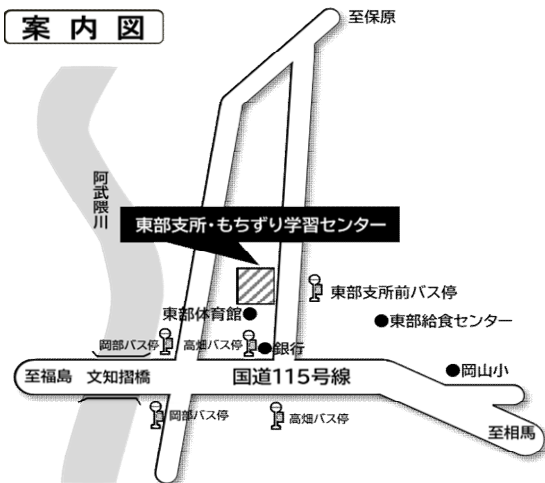 案内図
至保原
阿武隈川
東部支所・もちずり学習センター
東部支所前バス停
東部体育館
東部給食センター
岡部バス停
高畑バス停
銀行
岡山小
至福島
文知摺橋
国道115号線
岡部バス停
高畑バス停
至相馬